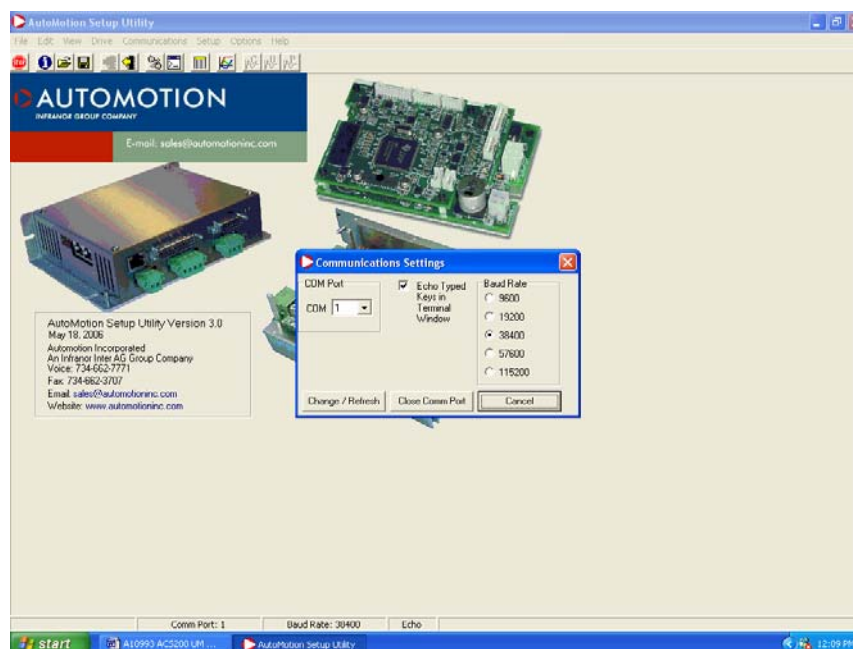 AutoMotion Setup Utility
File Edit View Drive Communications Setup Options Help
AUTOMOTION
INFRANOR GROUP COMPANY
E-mail: sales@automotioninc.com
AutoMotion Setup Utility Version 3.0
May 18, 2006
Automotion Incorporated
An Infranor Inter AG Group Company
Voice: 734-662-7771
Fax: 734-662-3707
Email: sales@automotioninc.com
Website: www.automotioninc.com
Communications Settings
COM Port
COM 1
Echo Typed
Keys in
Terminal
Window
Baud Rate
9600
19200
38400
57600
115200
Change / Refresh
Close Comm Port
Cancel
Comm Port: 1
Baud Rate: 38400
Echo
start
A10993 AC5200 UM ...
AutoMotion Setup Utility
12:09 PM